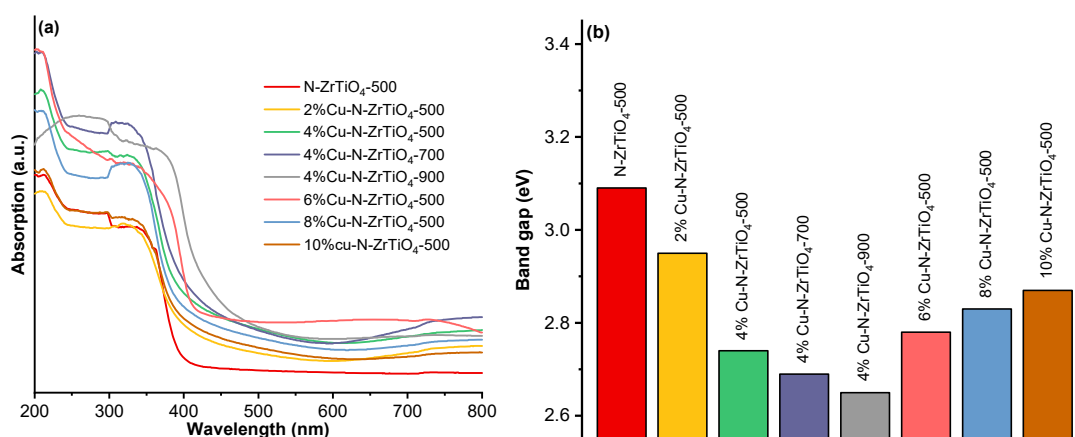 (a)
Absorption (a.u.)
N-ZrTiO₄-500
2%Cu-N-ZrTiO₄-500
4%Cu-N-ZrTiO₄-500
4%Cu-N-ZrTiO₄-700
4%Cu-N-ZrTiO₄-900
6%Cu-N-ZrTiO₄-500
8%Cu-N-ZrTiO₄-500
10%cu-N-ZrTiO₄-500
200 300 400 500 600 700 800
Wavelength (nm)
(b)
Band gap (eV)
3.4
3.2
3.0
2.8
2.6
N-ZrTiO₄-500
2% Cu-N-ZrTiO₄-500
4% Cu-N-ZrTiO₄-500
4% Cu-N-ZrTiO₄-700
4% Cu-N-ZrTiO₄-900
6% Cu-N-ZrTiO₄-500
8% Cu-N-ZrTiO₄-500
10% Cu-N-ZrTiO₄-500